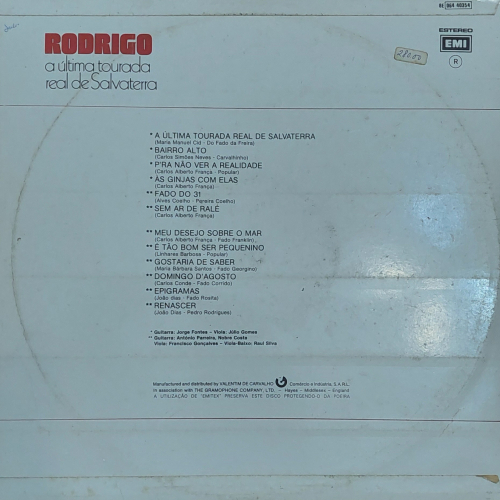 8E 064 40354
RODRIGO
a última tourada
real de Salvaterra
ESTEREO
EMI
R
* A ÚLTIMA TOURADA REAL DE SALVATERRA
(Maria Manuel Cid - Do Fado da Freira)
* BAIRRO ALTO
(Carlos Simões Neves - Carvalhinho)
* P'RA NÃO VER A REALIDADE
(Carlos Alberto França - Popular)
* ÀS GINJAS COM ELAS
(Carlos Alberto França)
** FADO DO 31
(Alves Coelho - Pereira Coelho)
** SEM AR DE RALÉ
(Carlos Alberto França)
** MEU DESEJO SOBRE O MAR
(Carlos Alberto França - Fado Franklin)
** É TÃO BOM SER PEQUENINO
(Linhares Barbosa - Popular)
** GOSTARIA DE SABER
(Maria Bárbara Santos - Fado Georgino)
** DOMINGO D'AGOSTO
(Carlos Conde - Fado Corrido)
** EPIGRAMAS
(João dias - Fado Rosita)
** RENASCER
(João Dias - Pedro Rodrigues)
* Guitarra: Jorge Fontes - Viola: Júlio Gomes
** Guitarra: António Parreira, Nobre Costa
Viola: Francisco Gonçalves - Viola-Baixo: Raul Silva
Manufactured and distributed by VALENTIM DE CARVALHO Comércio e Indústria, S.A.R.L.
in association with THE GRAMOPHONE COMPANY, LTD. - Hayes - Middlesex - England
A UTILIZAÇÃO DE "EMITEX" PRESERVA ESTE DISCO PROTEGENDO-O DA POEIRA